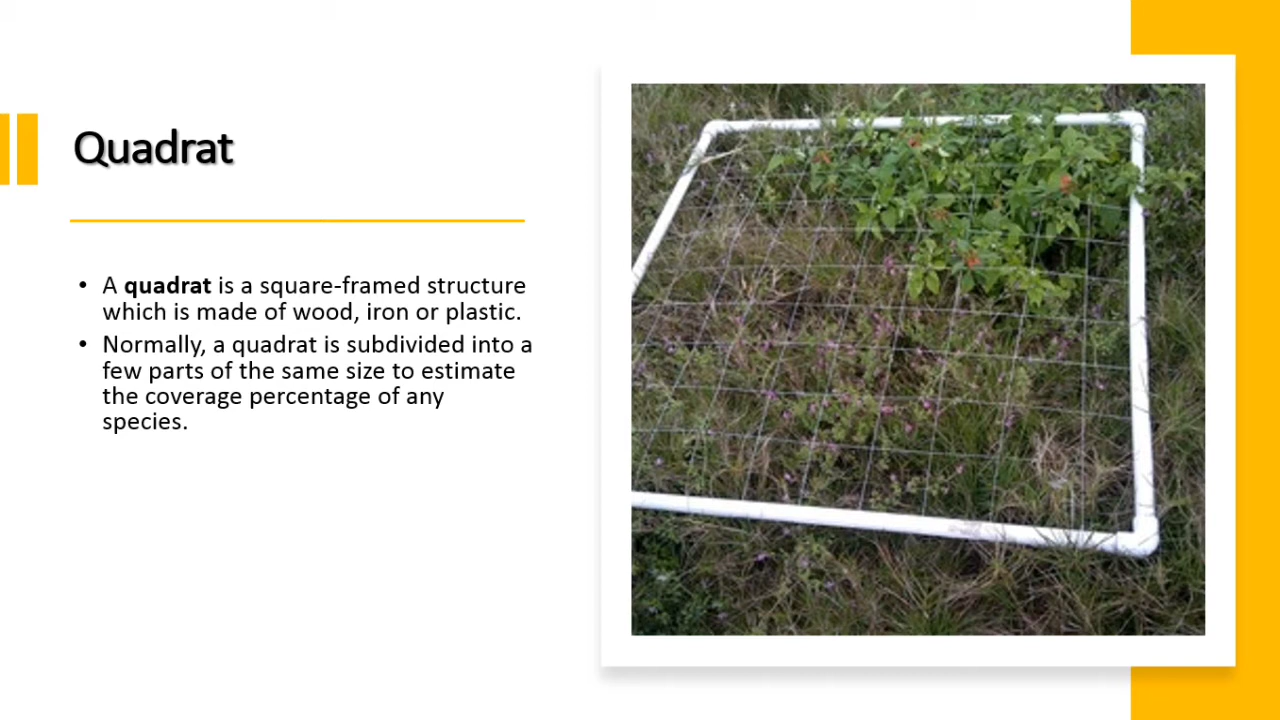 Quadrat
• A quadrat is a square-framed structure
which is made of wood, iron or plastic.
• Normally, a quadrat is subdivided into a
few parts of the same size to estimate
the coverage percentage of any
species.